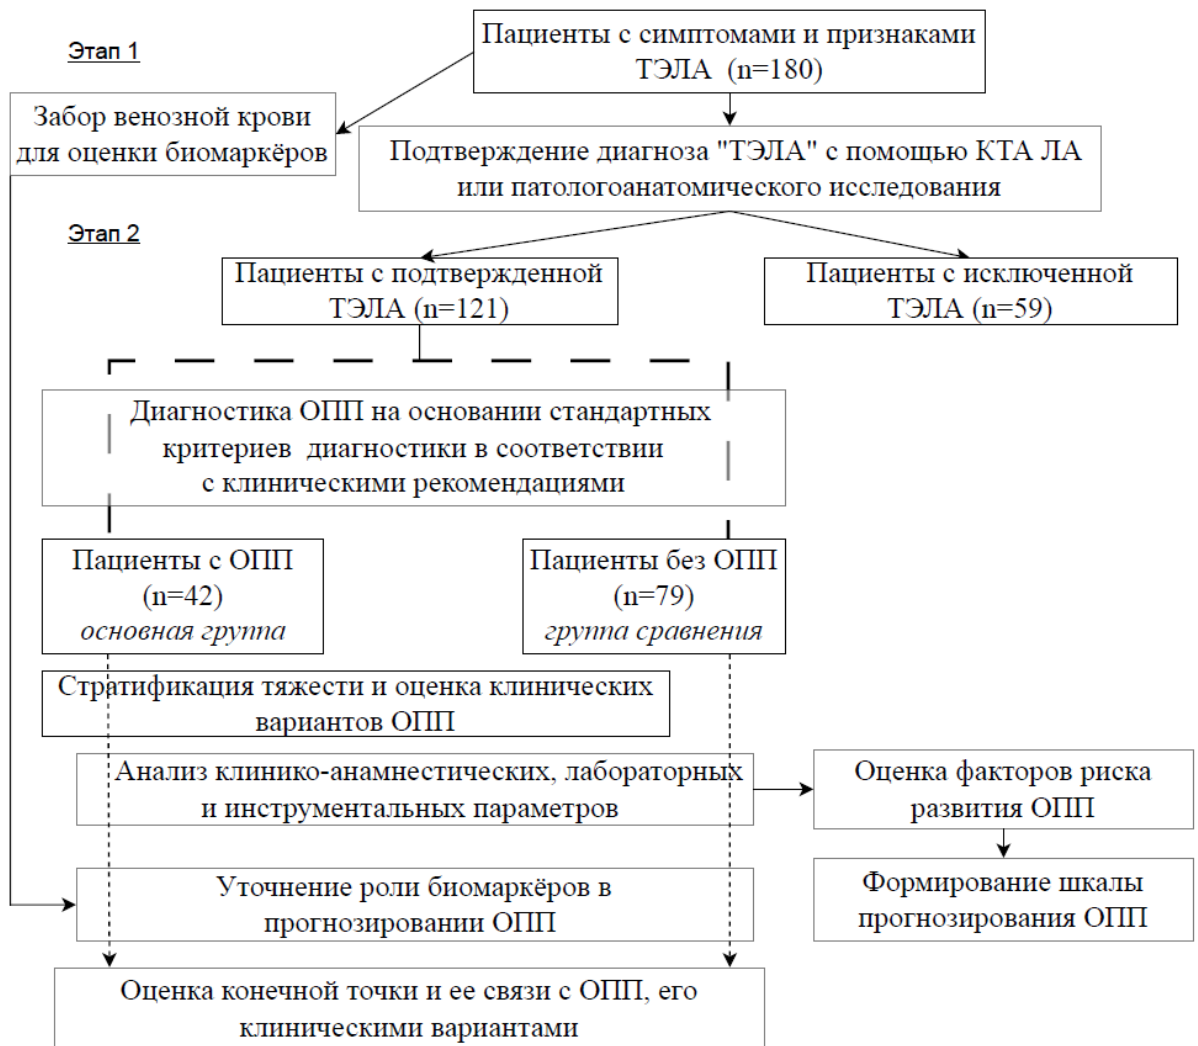 Этап 1
Пациенты с симптомами и признаками
ТЭЛА (n=180)
Забор венозной крови
для оценки биомаркёров
Подтверждение диагноза "ТЭЛА" с помощью КТА ЛА
или патологоанатомического исследования
Этап 2
Пациенты с подтвержденной
ТЭЛА (n=121)
Пациенты с исключенной
ТЭЛА (n=59)
Диагностика ОПП на основании стандартных
критериев диагностики в соответствии
с клиническими рекомендациями
Пациенты с ОПП
(n=42)
основная группа
Пациенты без ОПП
(n=79)
группа сравнения
Стратификация тяжести и оценка клинических
вариантов ОПП
Анализ клинико-анамнестических, лабораторных
и инструментальных параметров
Оценка факторов риска
развития ОПП
Уточнение роли биомаркёров в
прогнозировании ОПП
Формирование шкалы
прогнозирования ОПП
Оценка конечной точки и ее связи с ОПП, его
клиническими вариантами